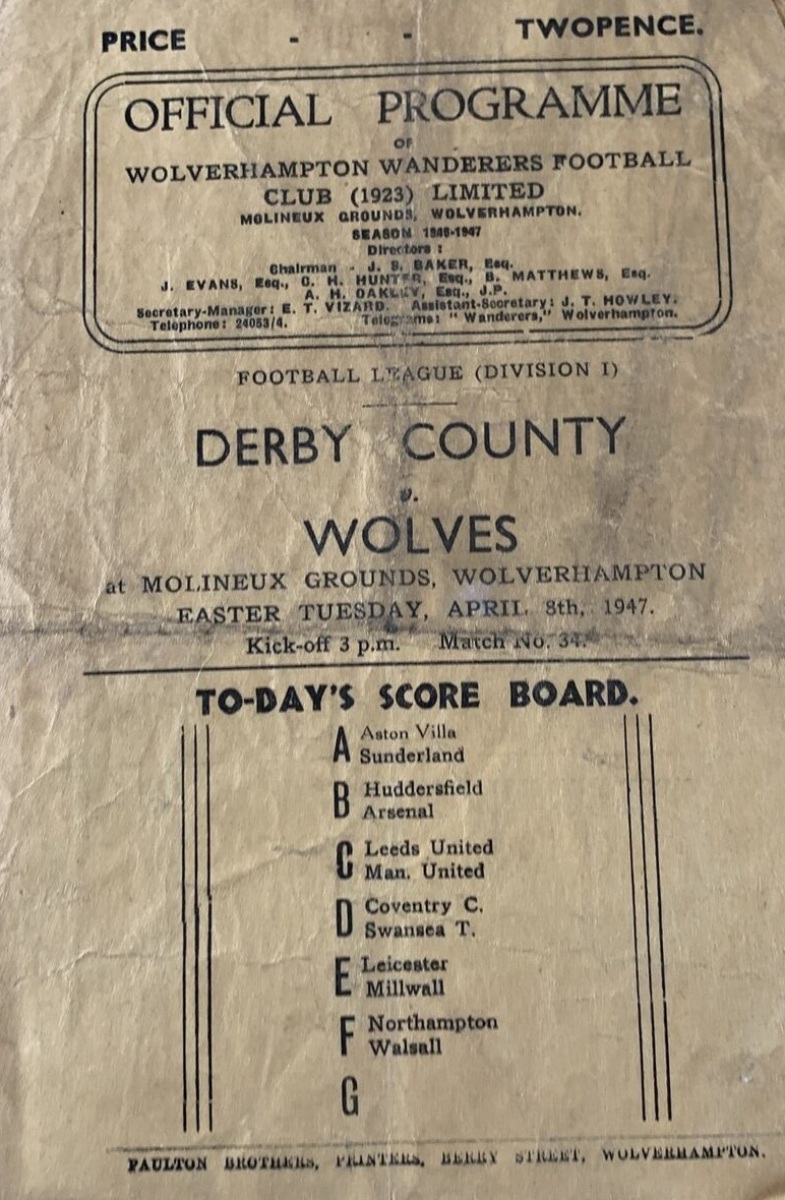 PRICE - - TWOPENCE.
OFFICIAL PROGRAMME
OF
WOLVERHAMPTON WANDERERS FOOTBALL
CLUB (1923) LIMITED
MOLINEUX GROUNDS, WOLVERHAMPTON.
SEASON 1946-1947
Directors:
Chairman - J. S. BAKER, Esq.
J. EVANS, Esq., C. H. HUNTER, Esq., B. MATTHEWS, Esq.
A. H. OAKLEY, Esq., J.P.
Secretary-Manager: E. T. VIZARD. Assistant-Secretary: J. T. HOWLEY.
Telephone: 24053/4. Telegrams: "Wanderers," Wolverhampton.
FOOTBALL LEAGUE (DIVISION I)
DERBY COUNTY
v.
WOLVES
at MOLINEUX GROUNDS, WOLVERHAMPTON
EASTER TUESDAY, APRIL 8th, 1947.
Kick-off 3 p.m. Match No. 34.
TO-DAY'S SCORE BOARD.
A Aston Villa
Sunderland
B Huddersfield
Arsenal
C Leeds United
Man. United
D Coventry C.
Swansea T.
E Leicester
Millwall
F Northampton
Walsall
G
PAULTON BROTHERS, PRINTERS, BERRY STREET, WOLVERHAMPTON.